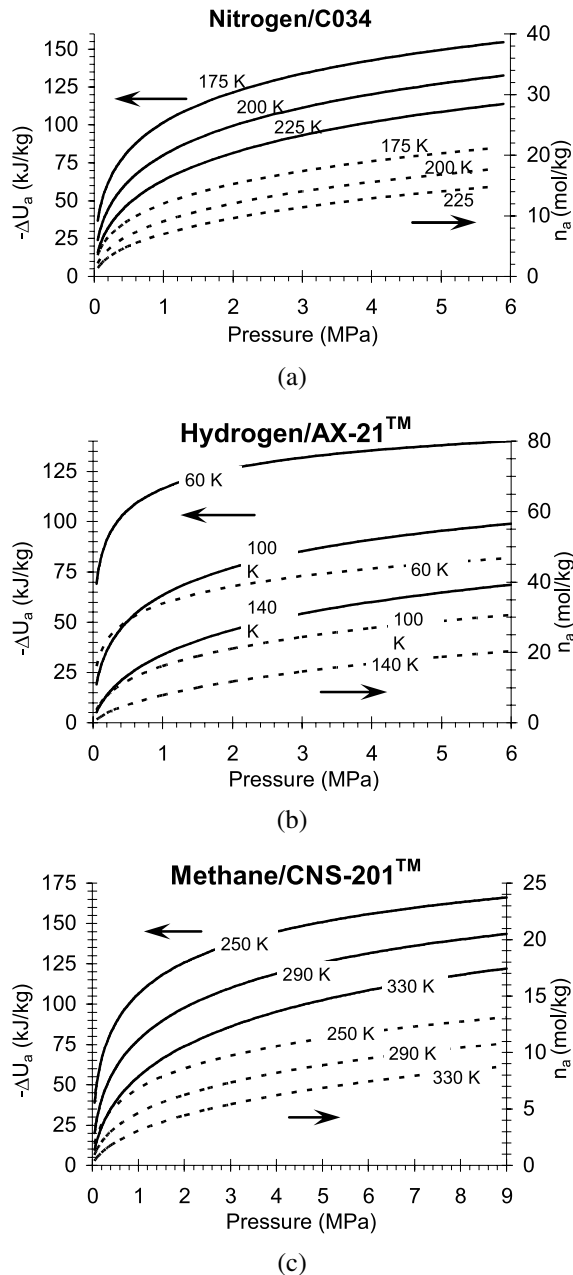 Nitrogen/C034
150
125
100
75
50
25
0
-ΔUa (kJ/kg)
175 K
200 K
225 K
175 K
200 K
225
40
30
20
10
0
na (mol/kg)
0 1 2 3 4 5 6
Pressure (MPa)
(a)
Hydrogen/AX-21™
125
100
75
50
25
0
-ΔUa (kJ/kg)
60 K
100
K
60 K
140
K
100
K
140 K
80
60
40
20
0
na (mol/kg)
0 1 2 3 4 5 6
Pressure (MPa)
(b)
Methane/CNS-201™
175
150
125
100
75
50
25
0
-ΔUa (kJ/kg)
250 K
290 K
330 K
250 K
290 K
330 K
25
20
15
10
5
0
na (mol/kg)
0 1 2 3 4 5 6 7 8 9
Pressure (MPa)
(c)